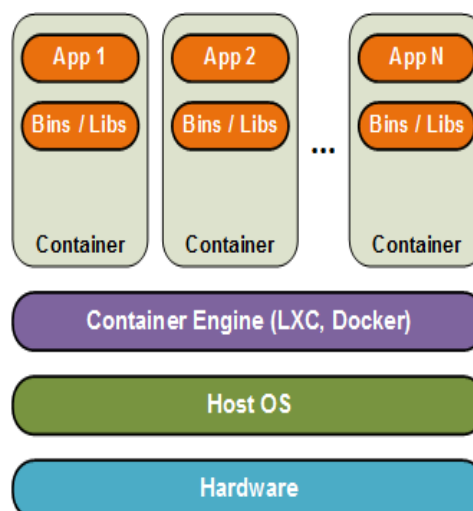 App 1
App 2
App N
Bins / Libs
Bins / Libs
...
Bins / Libs
Container
Container
Container
Container Engine (LXC, Docker)
Host OS
Hardware